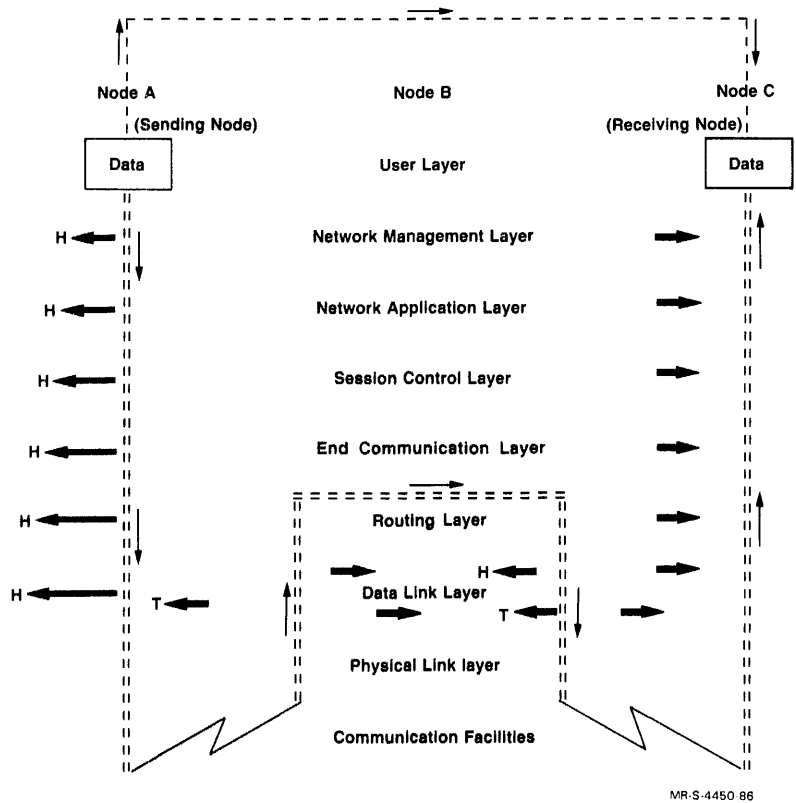 Node A Node B Node C
(Sending Node) (Receiving Node)
Data User Layer Data
H Network Management Layer
H Network Application Layer
H Session Control Layer
H End Communication Layer
H Routing Layer
H
H Data Link Layer
T T
Physical Link layer
Communication Facilities
MR-S-4450-86